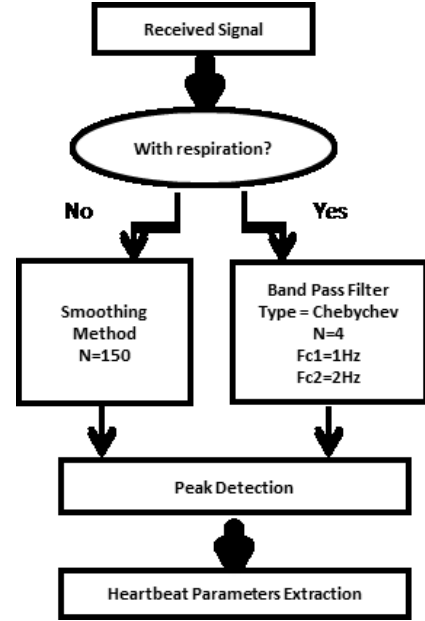 Received Signal
With respiration?
No
Yes
Smoothing
Method
N=150
Band Pass Filter
Type = Chebychev
N=4
Fc1=1Hz
Fc2=2Hz
Peak Detection
Heartbeat Parameters Extraction